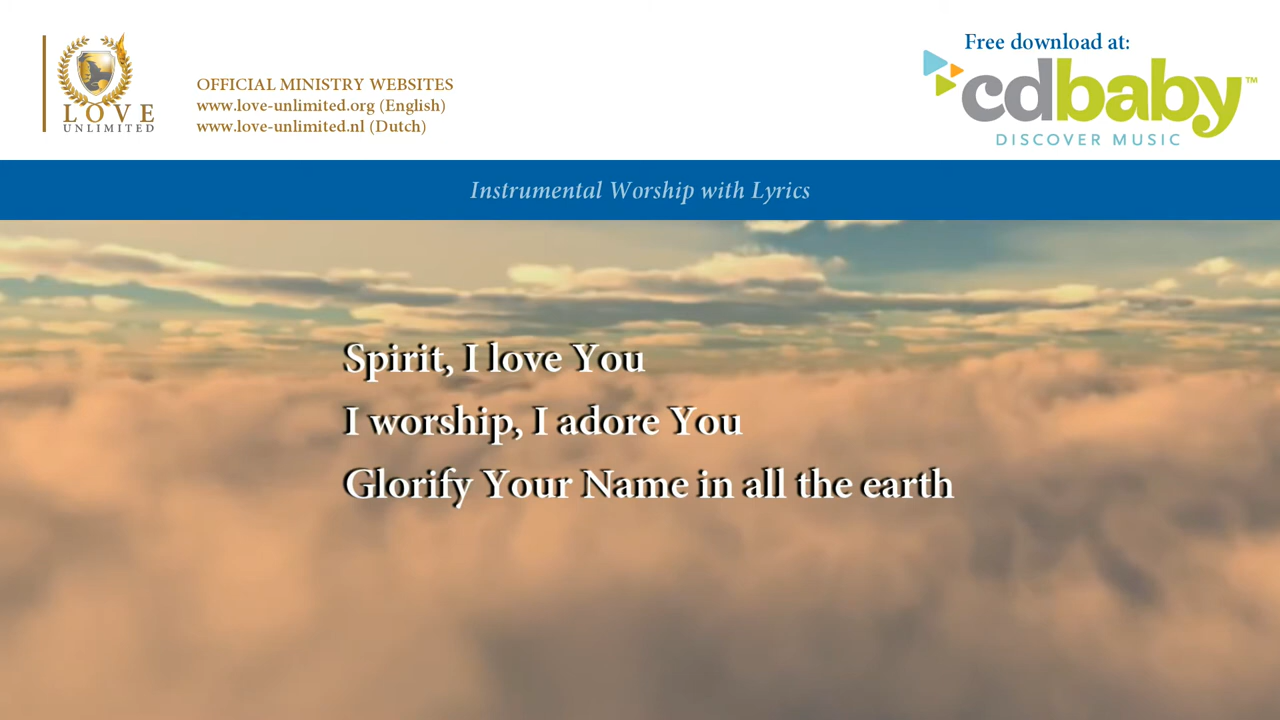 LOVE
UNLIMITED
OFFICIAL MINISTRY WEBSITES
www.love-unlimited.org (English)
www.love-unlimited.nl (Dutch)
Free download at:
cdbaby™
DISCOVER MUSIC
Instrumental Worship with Lyrics
Spirit, I love You
I worship, I adore You
Glorify Your Name in all the earth